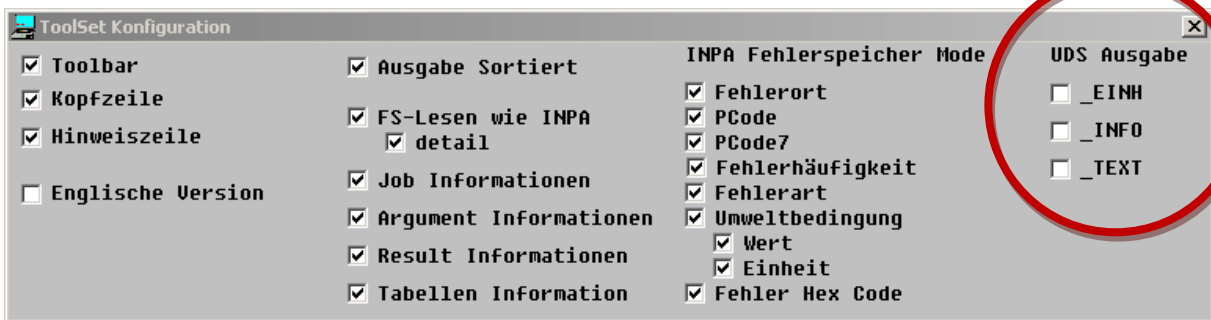 ToolSet Konfiguration
Toolbar
Kopfzeile
Hinweiszeile
Englische Version
Ausgabe Sortiert
FS-Lesen wie INPA
detail
Job Informationen
Argument Informationen
Result Informationen
Tabellen Information
INPA Fehlerspeicher Mode
Fehlerort
PCode
PCode7
Fehlerhäufigkeit
Fehlerart
Umweltbedingung
Wert
Einheit
Fehler Hex Code
UDS Ausgabe
_EINH
_INFO
_TEXT